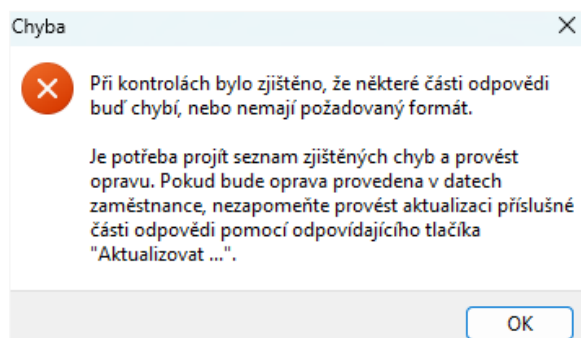 Chyba
Při kontrolách bylo zjištěno, že některé části odpovědi
buď chybí, nebo nemají požadovaný formát.
Je potřeba projít seznam zjištěných chyb a provést
opravu. Pokud bude oprava provedena v datech
zaměstnance, nezapomeňte provést aktualizaci příslušné
části odpovědi pomocí odpovídajícího tlačíka
"Aktualizovat ...".
OK